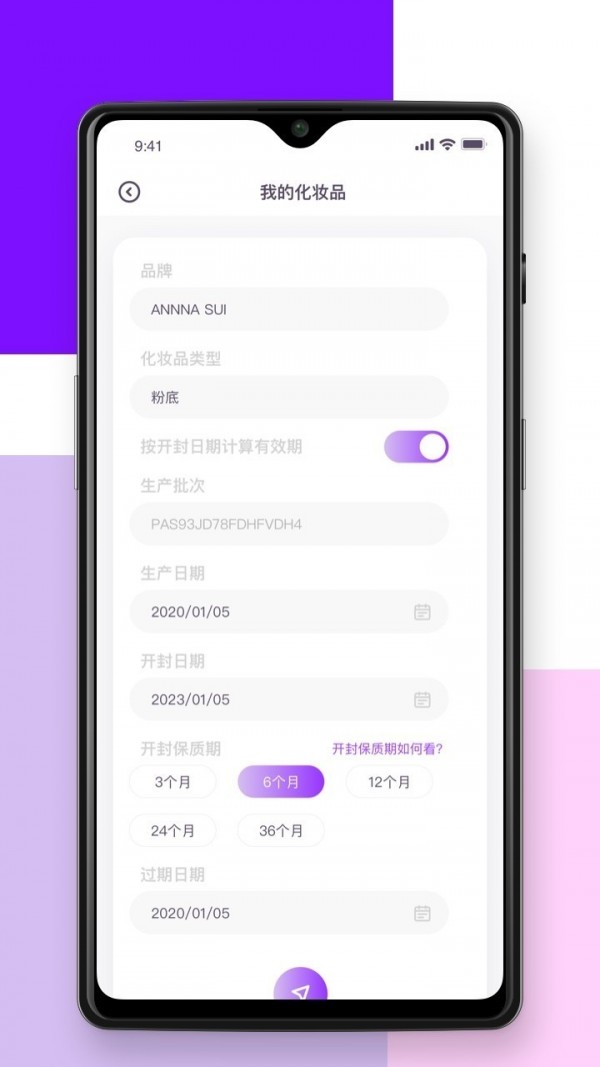 9:41
我的化妆品
品牌
ANNNA SUI
化妆品类型
粉底
按开封日期计算有效期
生产批次
PAS93JD78FDHFVDH4
生产日期
2020/01/05
开封日期
2023/01/05
开封保质期 开封保质期如何看?
3个月 6个月 12个月
24个月 36个月
过期日期
2020/01/05